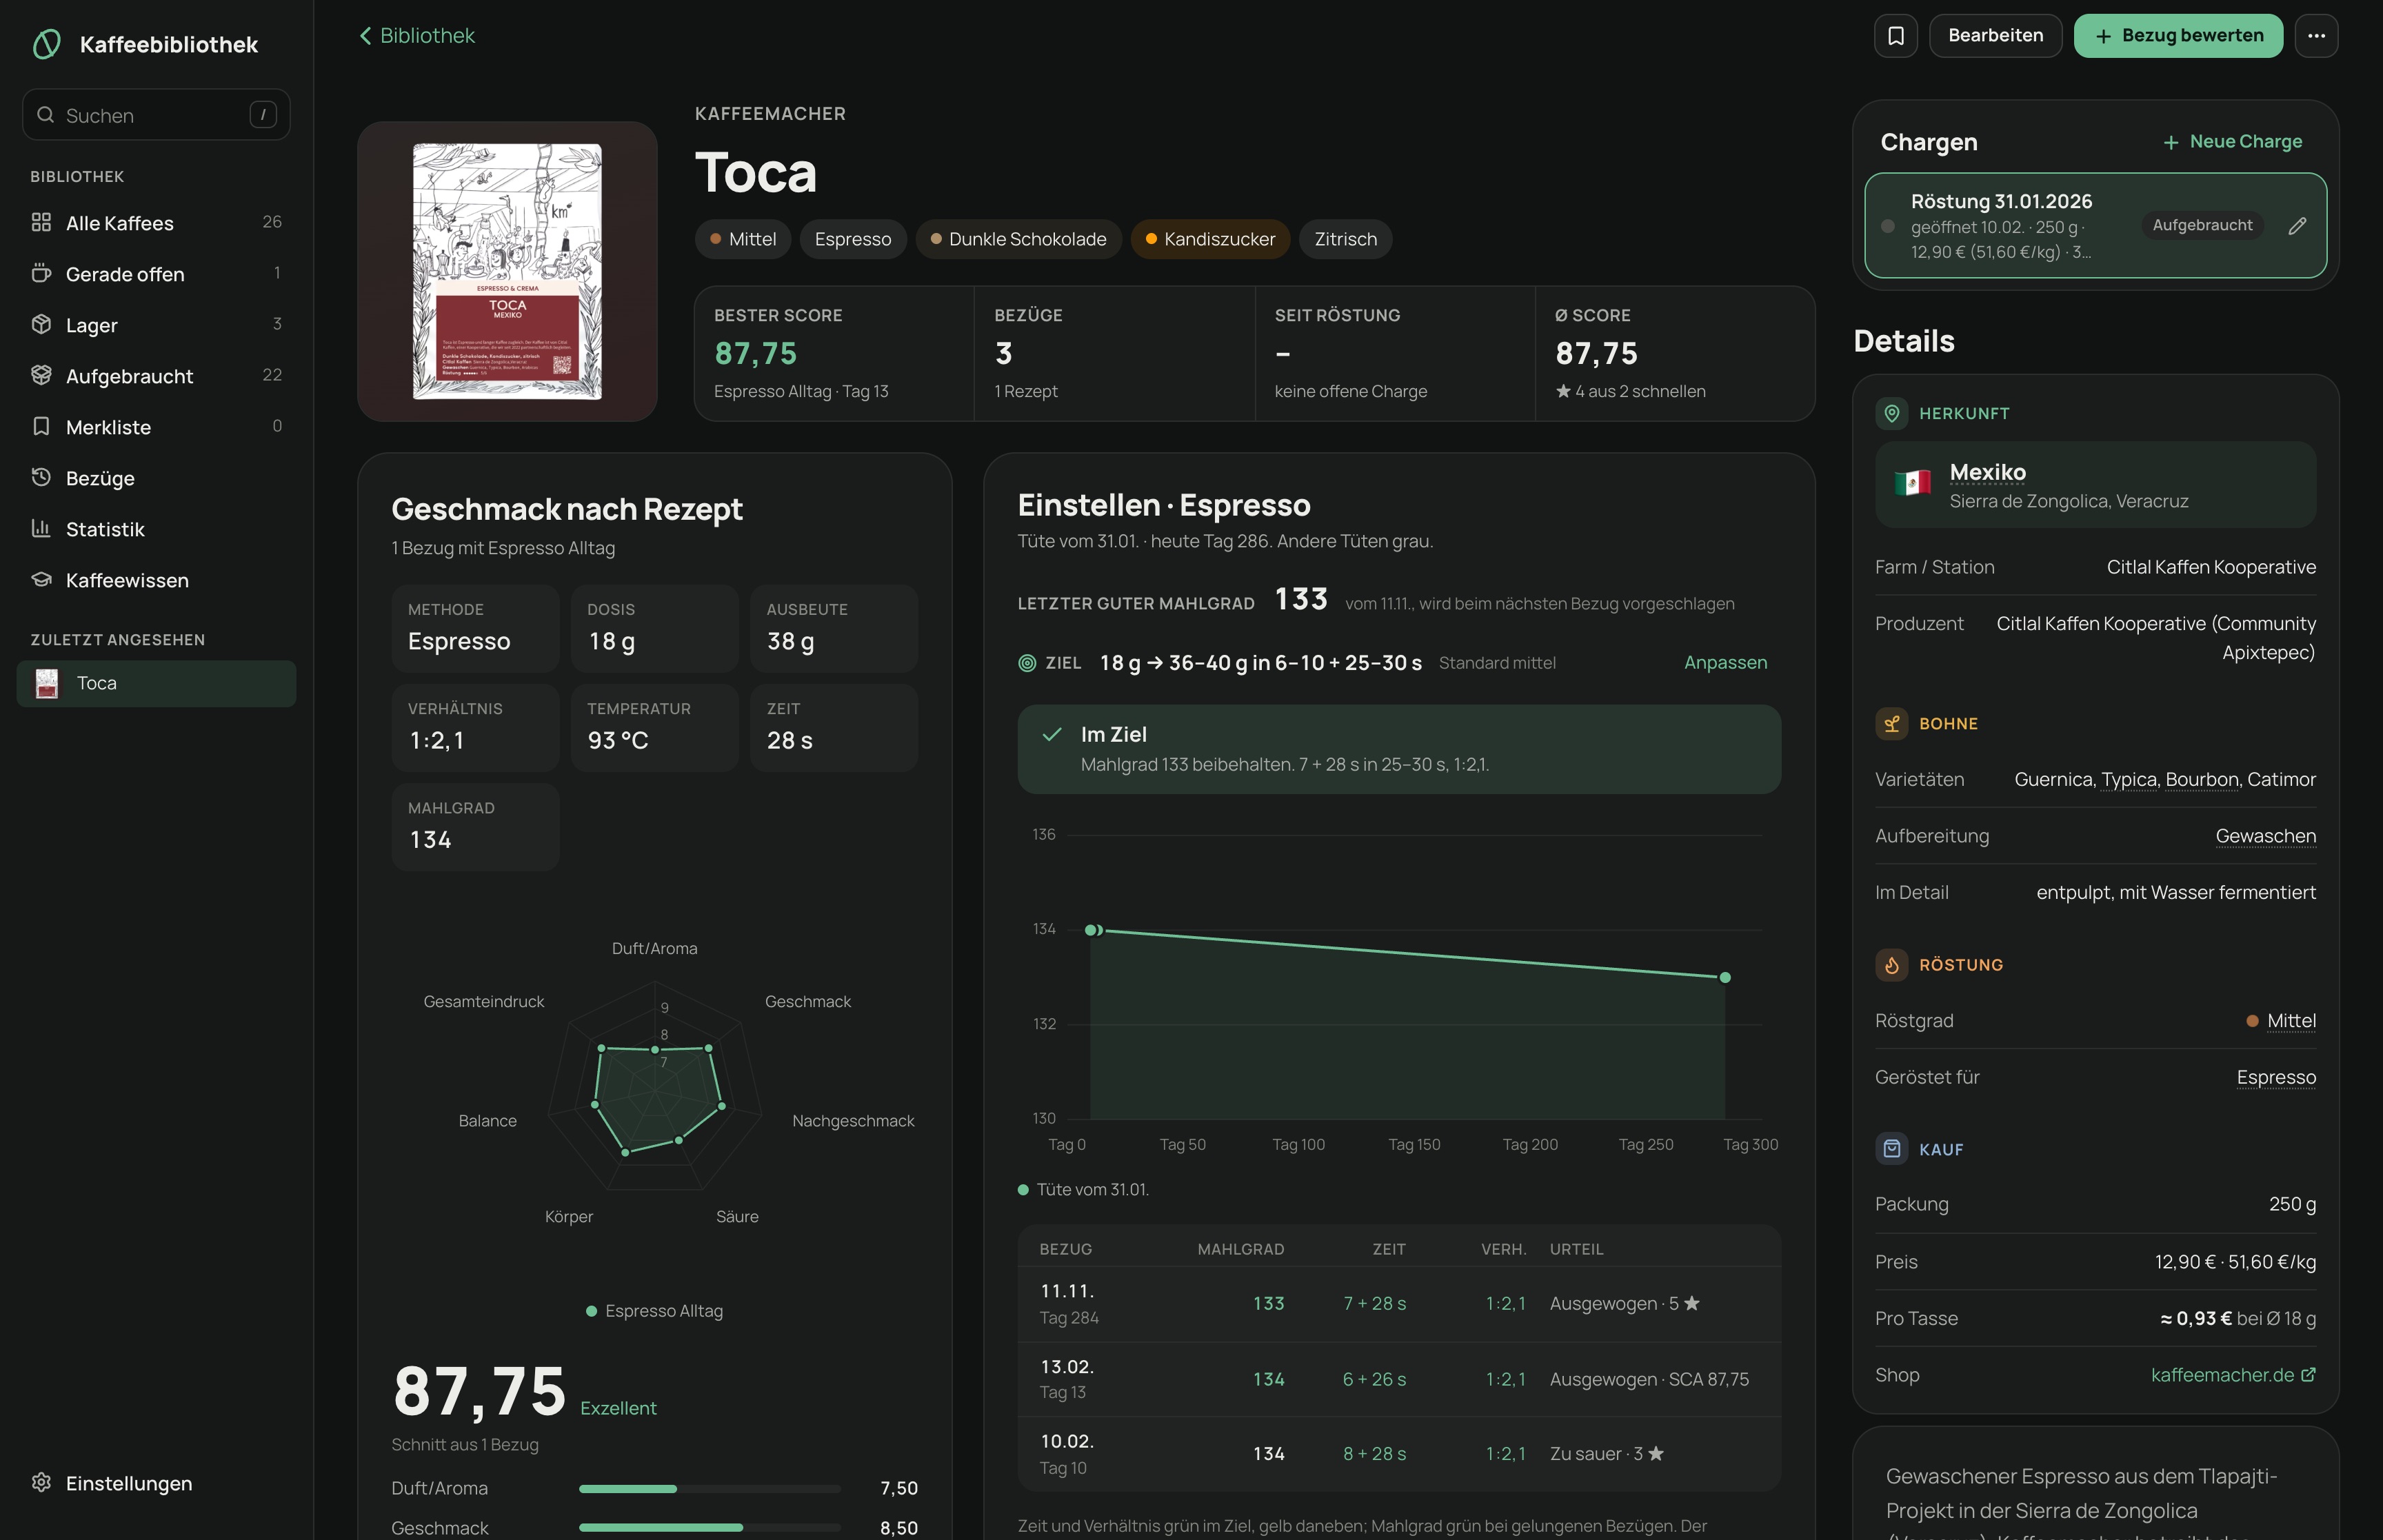 Kaffeebibliothek
Suchen /
BIBLIOTHEK
Alle Kaffees 26
Gerade offen 1
Lager 3
Aufgebraucht 22
Merkliste 0
Bezüge
Statistik
Kaffeewissen
ZULETZT ANGESEHEN
Toca
Einstellungen
Bibliothek
Bearbeiten
+ Bezug bewerten
km
ESPRESSO & CREMA
TOCA
MEXIKO
Dunkle Schokolade, Kandiszucker, zitrisch
KAFFEEMACHER
Toca
Mittel
Espresso
Dunkle Schokolade
Kandiszucker
Zitrisch
BESTER SCORE
87,75
Espresso Alltag · Tag 13
BEZÜGE
3
1 Rezept
SEIT RÖSTUNG
–
keine offene Charge
Ø SCORE
87,75
★ 4 aus 2 schnellen
Geschmack nach Rezept
1 Bezug mit Espresso Alltag
METHODE
Espresso
DOSIS
18 g
AUSBEUTE
38 g
VERHÄLTNIS
1:2,1
TEMPERATUR
93 °C
ZEIT
28 s
MAHLGRAD
134
Duft/Aroma
Gesamteindruck
Geschmack
9
8
7
Balance
Nachgeschmack
Körper
Säure
Espresso Alltag
87,75 Exzellent
Schnitt aus 1 Bezug
Duft/Aroma 7,50
Geschmack 8,50
Einstellen · Espresso
Tüte vom 31.01. · heute Tag 286. Andere Tüten grau.
LETZTER GUTER MAHLGRAD 133 vom 11.11., wird beim nächsten Bezug vorgeschlagen
ZIEL 18 g → 36–40 g in 6–10 + 25–30 s Standard mittel Anpassen
Im Ziel
Mahlgrad 133 beibehalten. 7 + 28 s in 25–30 s, 1:2,1.
136
134
132
130
Tag 0 Tag 50 Tag 100 Tag 150 Tag 200 Tag 250 Tag 300
Tüte vom 31.01.
BEZUG MAHLGRAD ZEIT VERH. URTEIL
11.11.
Tag 284
133 7 + 28 s 1:2,1 Ausgewogen · 5 ★
13.02.
Tag 13
134 6 + 26 s 1:2,1 Ausgewogen · SCA 87,75
10.02.
Tag 10
134 8 + 28 s 1:2,1 Zu sauer · 3 ★
Zeit und Verhältnis grün im Ziel, gelb daneben; Mahlgrad grün bei gelungenen Bezügen. Der
Chargen + Neue Charge
Röstung 31.01.2026
geöffnet 10.02. · 250 g ·
12,90 € (51,60 €/kg) · 3...
Aufgebraucht
Details
HERKUNFT
Mexiko
Sierra de Zongolica, Veracruz
Farm / Station Citlal Kaffen Kooperative
Produzent Citlal Kaffen Kooperative (Community
Apixtepec)
BOHNE
Varietäten Guernica, Typica, Bourbon, Catimor
Aufbereitung Gewaschen
Im Detail entpulpt, mit Wasser fermentiert
RÖSTUNG
Röstgrad Mittel
Geröstet für Espresso
KAUF
Packung 250 g
Preis 12,90 € · 51,60 €/kg
Pro Tasse ≈ 0,93 € bei Ø 18 g
Shop kaffeemacher.de
Gewaschener Espresso aus dem Tlapajti-
Projekt in der Sierra de Zongolica